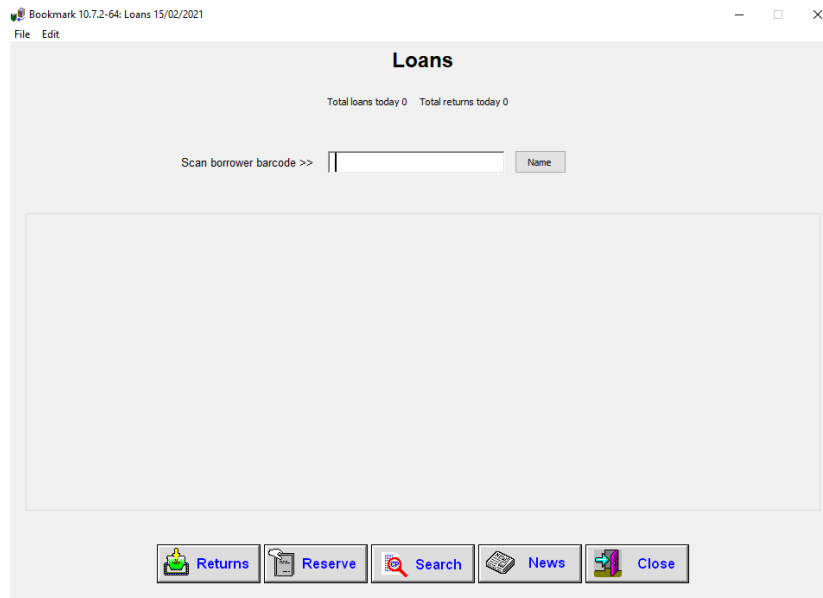 Bookmark 10.7.2-64: Loans 15/02/2021
File Edit
Loans
Total loans today 0 Total returns today 0
Scan borrower barcode >> Name
Returns Reserve Search News Close